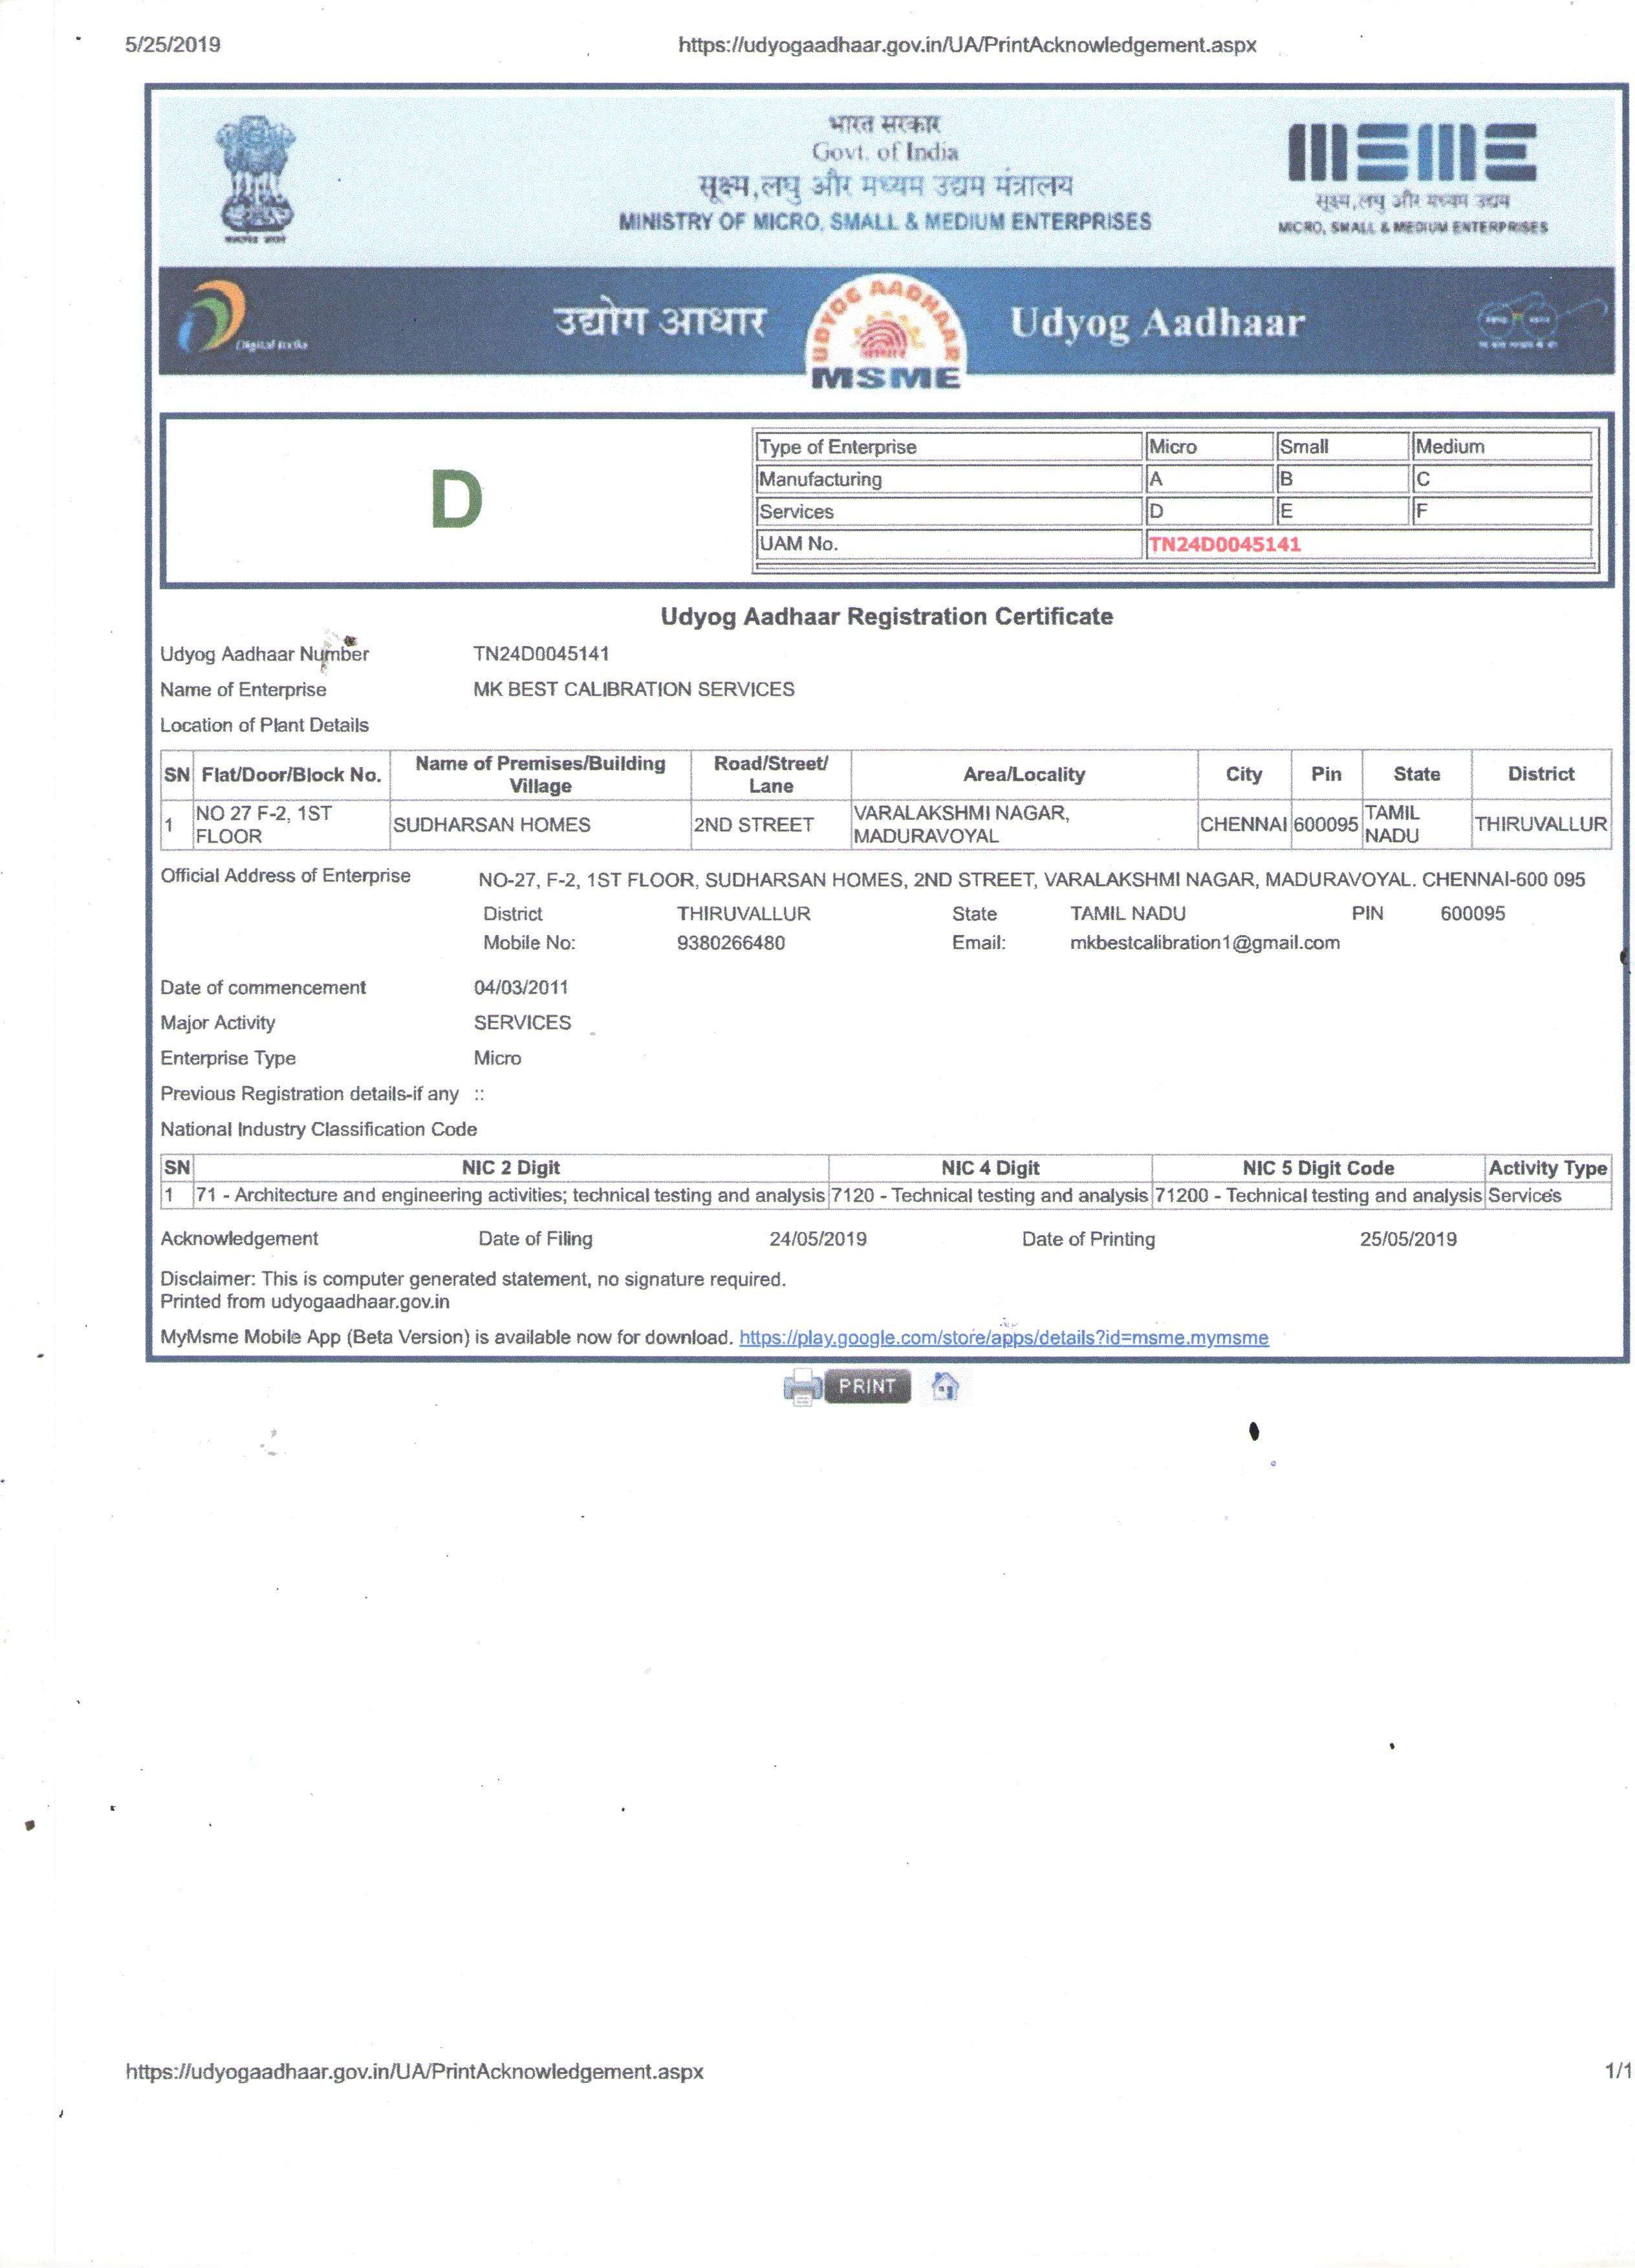 5/25/2019 https://udyogaadhaar.gov.in/UA/PrintAcknowledgement.aspx
भारत सरकार
Govt. of India
सूक्ष्म,लघु और मध्यम उद्यम मंत्रालय
MINISTRY OF MICRO, SMALL & MEDIUM ENTERPRISES
सत्यमेव जयते
MSME
सूक्ष्म,लघु और मध्यम उद्यम
MICRO, SMALL & MEDIUM ENTERPRISES
Digital India
उद्योग आधार
UDYOG AADHAAR
MSME
Udyog Aadhaar
D
Type of Enterprise Micro Small Medium
Manufacturing A B C
Services D E F
UAM No. TN24D0045141
Udyog Aadhaar Registration Certificate
Udyog Aadhaar Number TN24D0045141
Name of Enterprise MK BEST CALIBRATION SERVICES
Location of Plant Details
SN Flat/Door/Block No. Name of Premises/Building Village Road/Street/ Lane Area/Locality City Pin State District
1 NO 27 F-2, 1ST FLOOR SUDHARSAN HOMES 2ND STREET VARALAKSHMI NAGAR, MADURAVOYAL CHENNAI 600095 TAMIL NADU THIRUVALLUR
Official Address of Enterprise NO-27, F-2, 1ST FLOOR, SUDHARSAN HOMES, 2ND STREET, VARALAKSHMI NAGAR, MADURAVOYAL. CHENNAI-600 095
District THIRUVALLUR State TAMIL NADU PIN 600095
Mobile No: 9380266480 Email: mkbestcalibration1@gmail.com
Date of commencement 04/03/2011
Major Activity SERVICES
Enterprise Type Micro
Previous Registration details-if any ::
National Industry Classification Code
SN NIC 2 Digit NIC 4 Digit NIC 5 Digit Code Activity Type
1 71 - Architecture and engineering activities; technical testing and analysis 7120 - Technical testing and analysis 71200 - Technical testing and analysis Services
Acknowledgement Date of Filing 24/05/2019 Date of Printing 25/05/2019
Disclaimer: This is computer generated statement, no signature required.
Printed from udyogaadhaar.gov.in
MyMsme Mobile App (Beta Version) is available now for download. https://play.google.com/store/apps/details?id=msme.mymsme
PRINT
https://udyogaadhaar.gov.in/UA/PrintAcknowledgement.aspx 1/1